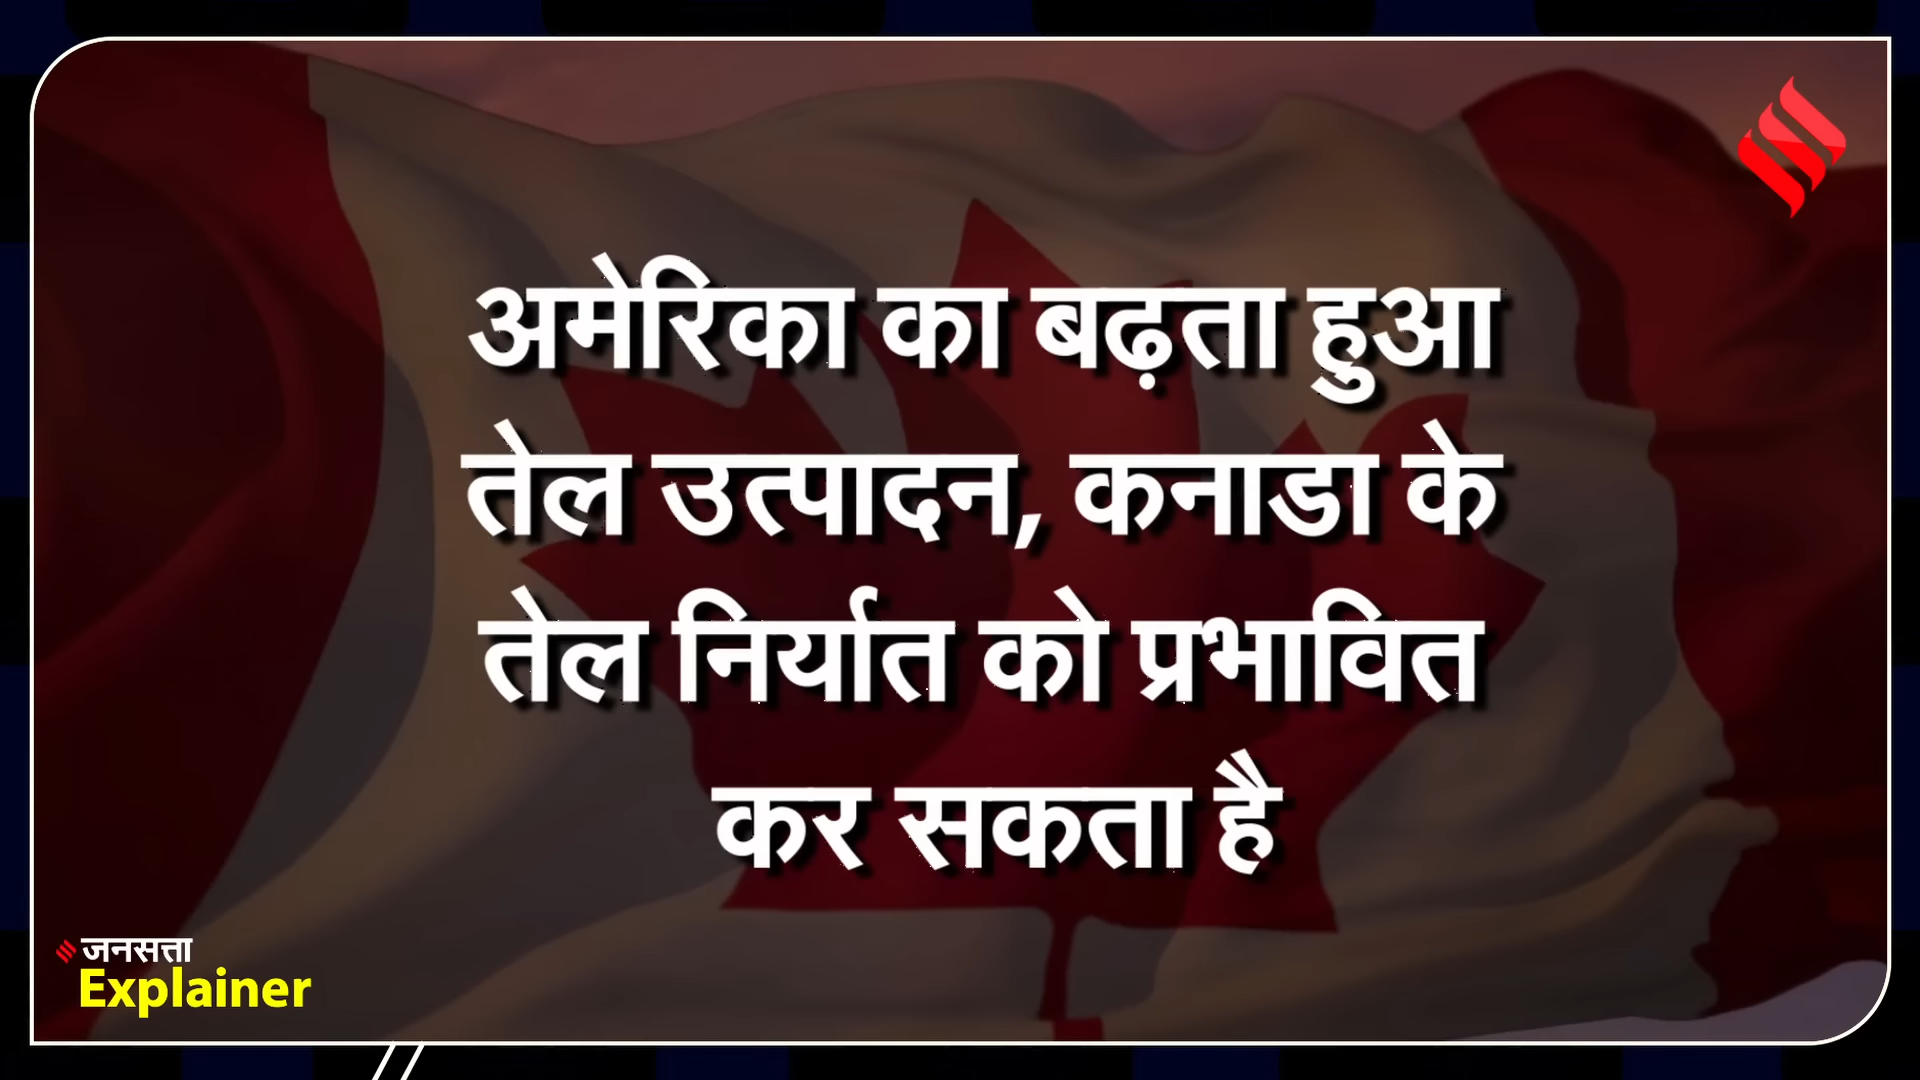 अमेरिका का बढ़ता हुआ
तेल उत्पादन, कनाडा के
तेल निर्यात को प्रभावित
कर सकता है
जनसत्ता
Explainer